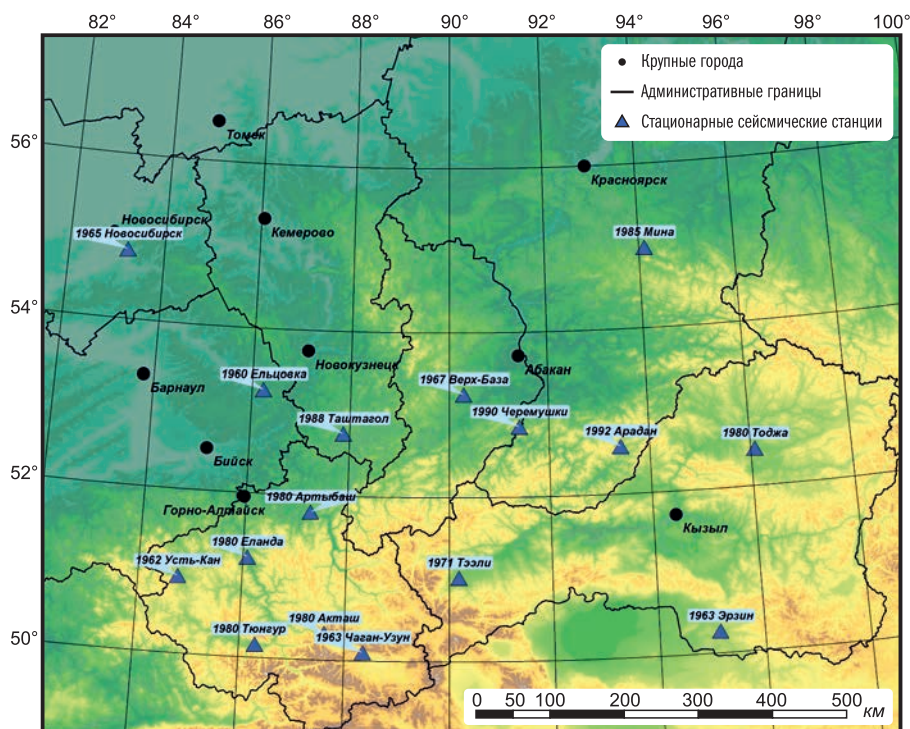 82° 84° 86° 88° 90° 92° 94° 96° 98° 100°
Крупные города
Административные границы
Стационарные сейсмические станции
56°
Томск
Красноярск
Новосибирск
1965 Новосибирск
Кемерово
1985 Мина
54°
Новокузнецк
Абакан
1960 Ельцовка
Барнаул
1967 Верх-База
1990 Черемушки
1988 Таштагол
1992 Арадан
1980 Тоджа
52°
Бийск
1980 Артыбаш
Горно-Алтайск
Кызыл
1980 Еланда
1962 Усть-Кан
1971 Тээли
50°
1980 Акташ
1980 Тюнгур
1963 Чаган-Узун
1963 Эрзин
0 50 100 200 300 400 500
км